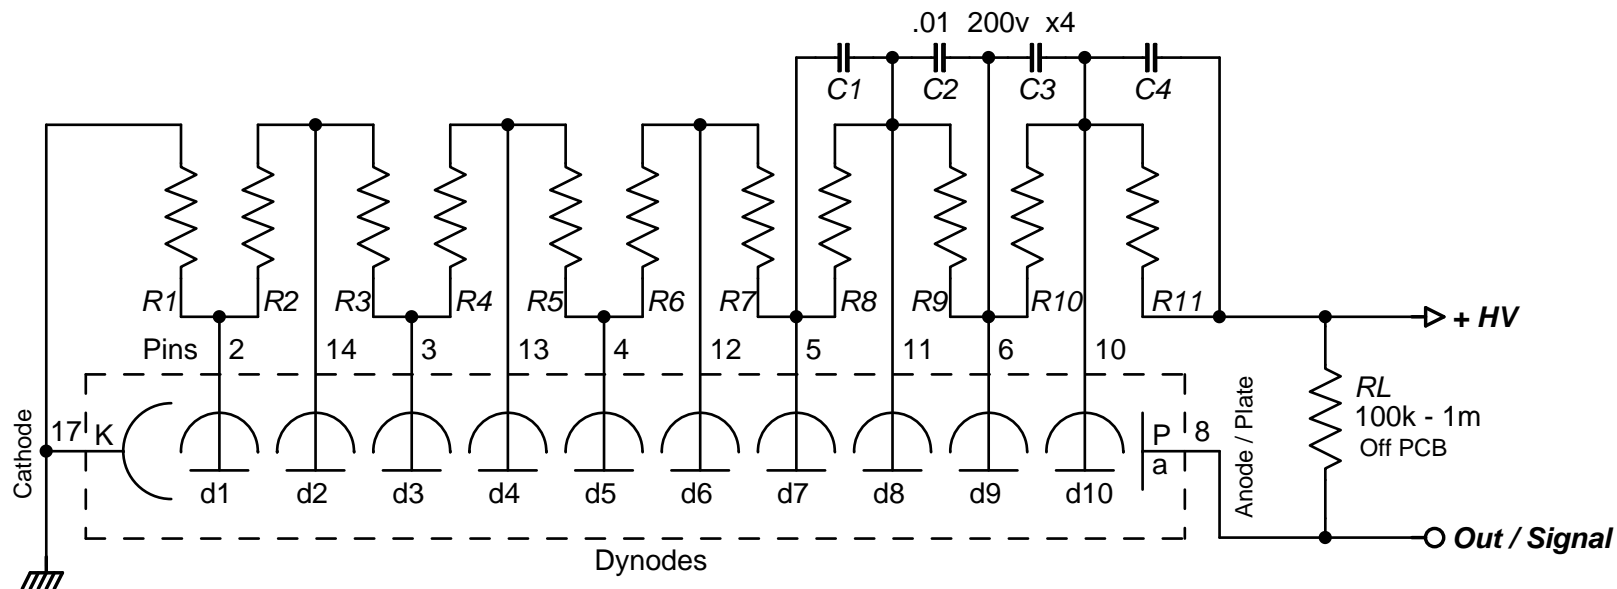 .01 200v x4
C1 C2 C3 C4
R1 R2 R3 R4 R5 R6 R7 R8 R9 R10 R11
+ HV
Pins 2 14 3 13 4 12 5 11 6 10
RL
100k - 1m
Off PCB
Cathode
17 K
P 8
a
Anode / Plate
d1 d2 d3 d4 d5 d6 d7 d8 d9 d10
Out / Signal
Dynodes